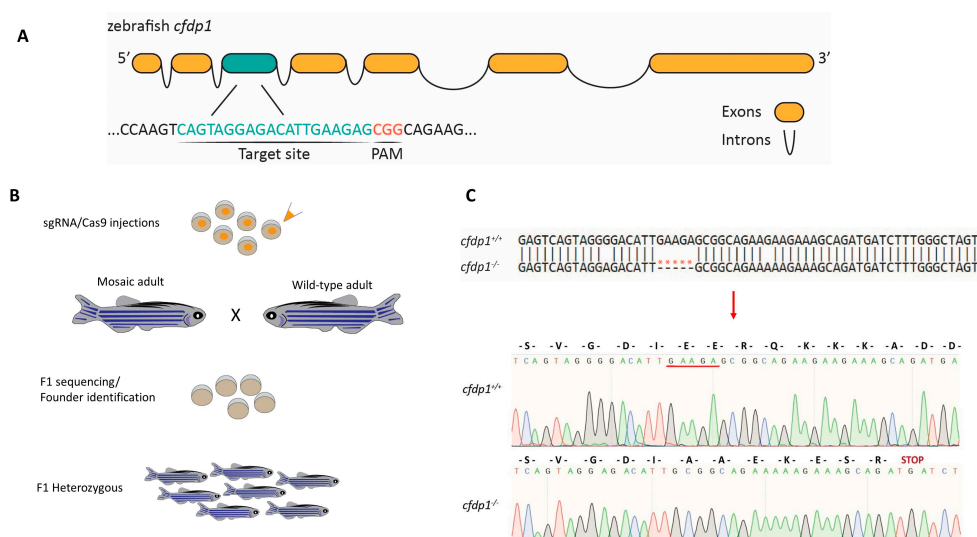 A
zebrafish cfdp1
5’ 3’
...CCAAGTCAGTAGGAGACATTGAAGAGCGGCAGAAG...
Target site PAM
Exons
Introns
B
sgRNA/Cas9 injections
Mosaic adult
Wild-type adult
X
F1 sequencing/
Founder identification
F1 Heterozygous
C
cfdp1+/+ GAGTCAGTAGGGGACATTGAAGAGCGGCAGAAGAAGAAAGCAGATGATCTTTGGGCTAGT
*****
cfdp1-/- GAGTCAGTAGGAGACATT-----GCGGCAGAAAAAGAAAGCAGATGATCTTTGGGCTAGT
-S- -V- -G- -D- -I- -E- -E- -R- -Q- -K- -K- -K- -A- -D- -D-
TCAGTAGGGGACATTGAAGAGCGGCAGAAGAAGAAAGCAGATGA
cfdp1+/+
-S- -V- -G- -D- -I- -A- -A- -E- -K- -E- -S- -R- STOP
TCAGTAGGAGACATTGCGGCAGAAAAAGAAAGCAGATGATCT
cfdp1-/-